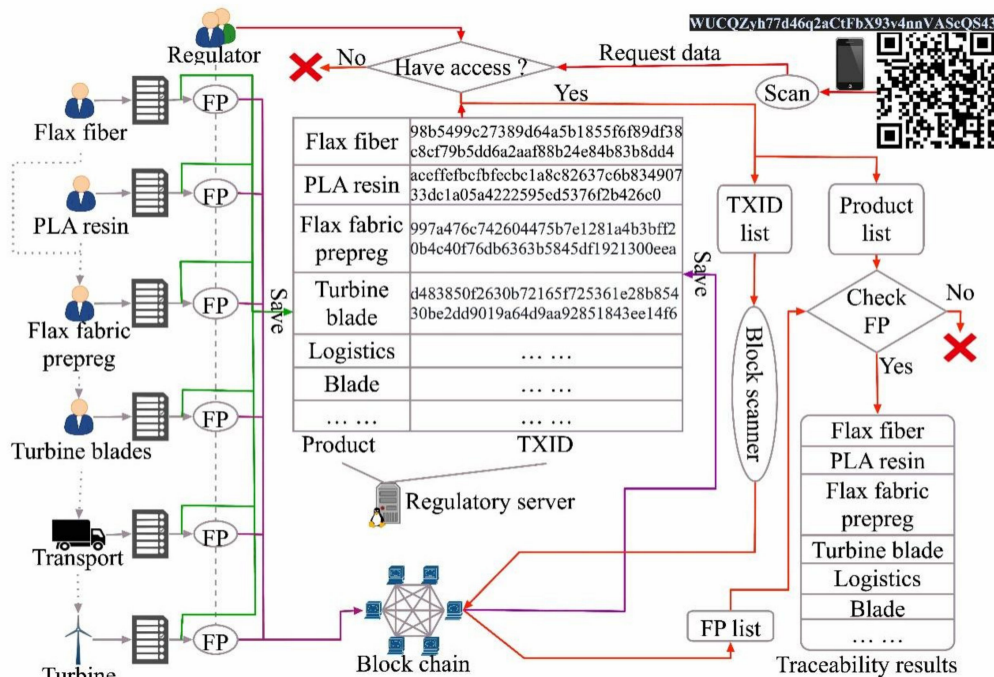 WUCQZyh77d46q2aCtFbX93v4nnVAScQS43
Regulator
No
Have access ?
Request data
Scan
Yes
Flax fiber
FP
PLA resin
FP
Flax fabric
prepreg
FP
Turbine blades
FP
Transport
FP
Turbine
FP
Save
Flax fiber
98b5499c27389d64a5b1855f6f89df38
c8cf79b5dd6a2aaf88b24e84b83b8dd4
PLA resin
aceffcfbcfbfecbc1a8c82637c6b834907
33dc1a05a4222595cd5376f2b426c0
Flax fabric
prepreg
997a476c742604475b7e1281a4b3bff2
0b4c40f76db6363b5845df1921300eea
Turbine
blade
d483850f2630b72165f725361e28b854
30be2dd9019a64d9aa92851843ee14f6
Logistics
... ...
Blade
... ...
... ...
... ...
Product
TXID
Save
Regulatory server
Block chain
TXID
list
Product
list
Block scanner
Check
FP
No
Yes
FP list
Flax fiber
PLA resin
Flax fabric
prepreg
Turbine blade
Logistics
Blade
... ...
Traceability results